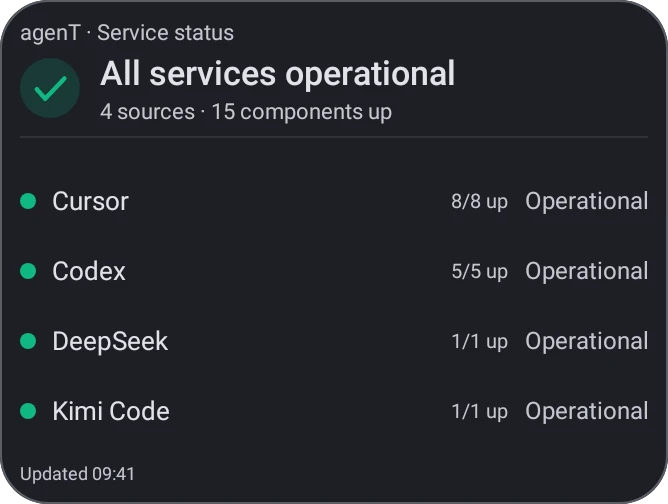 agenT · Service status
All services operational
4 sources · 15 components up
Cursor 8/8 up Operational
Codex 5/5 up Operational
DeepSeek 1/1 up Operational
Kimi Code 1/1 up Operational
Updated 09:41